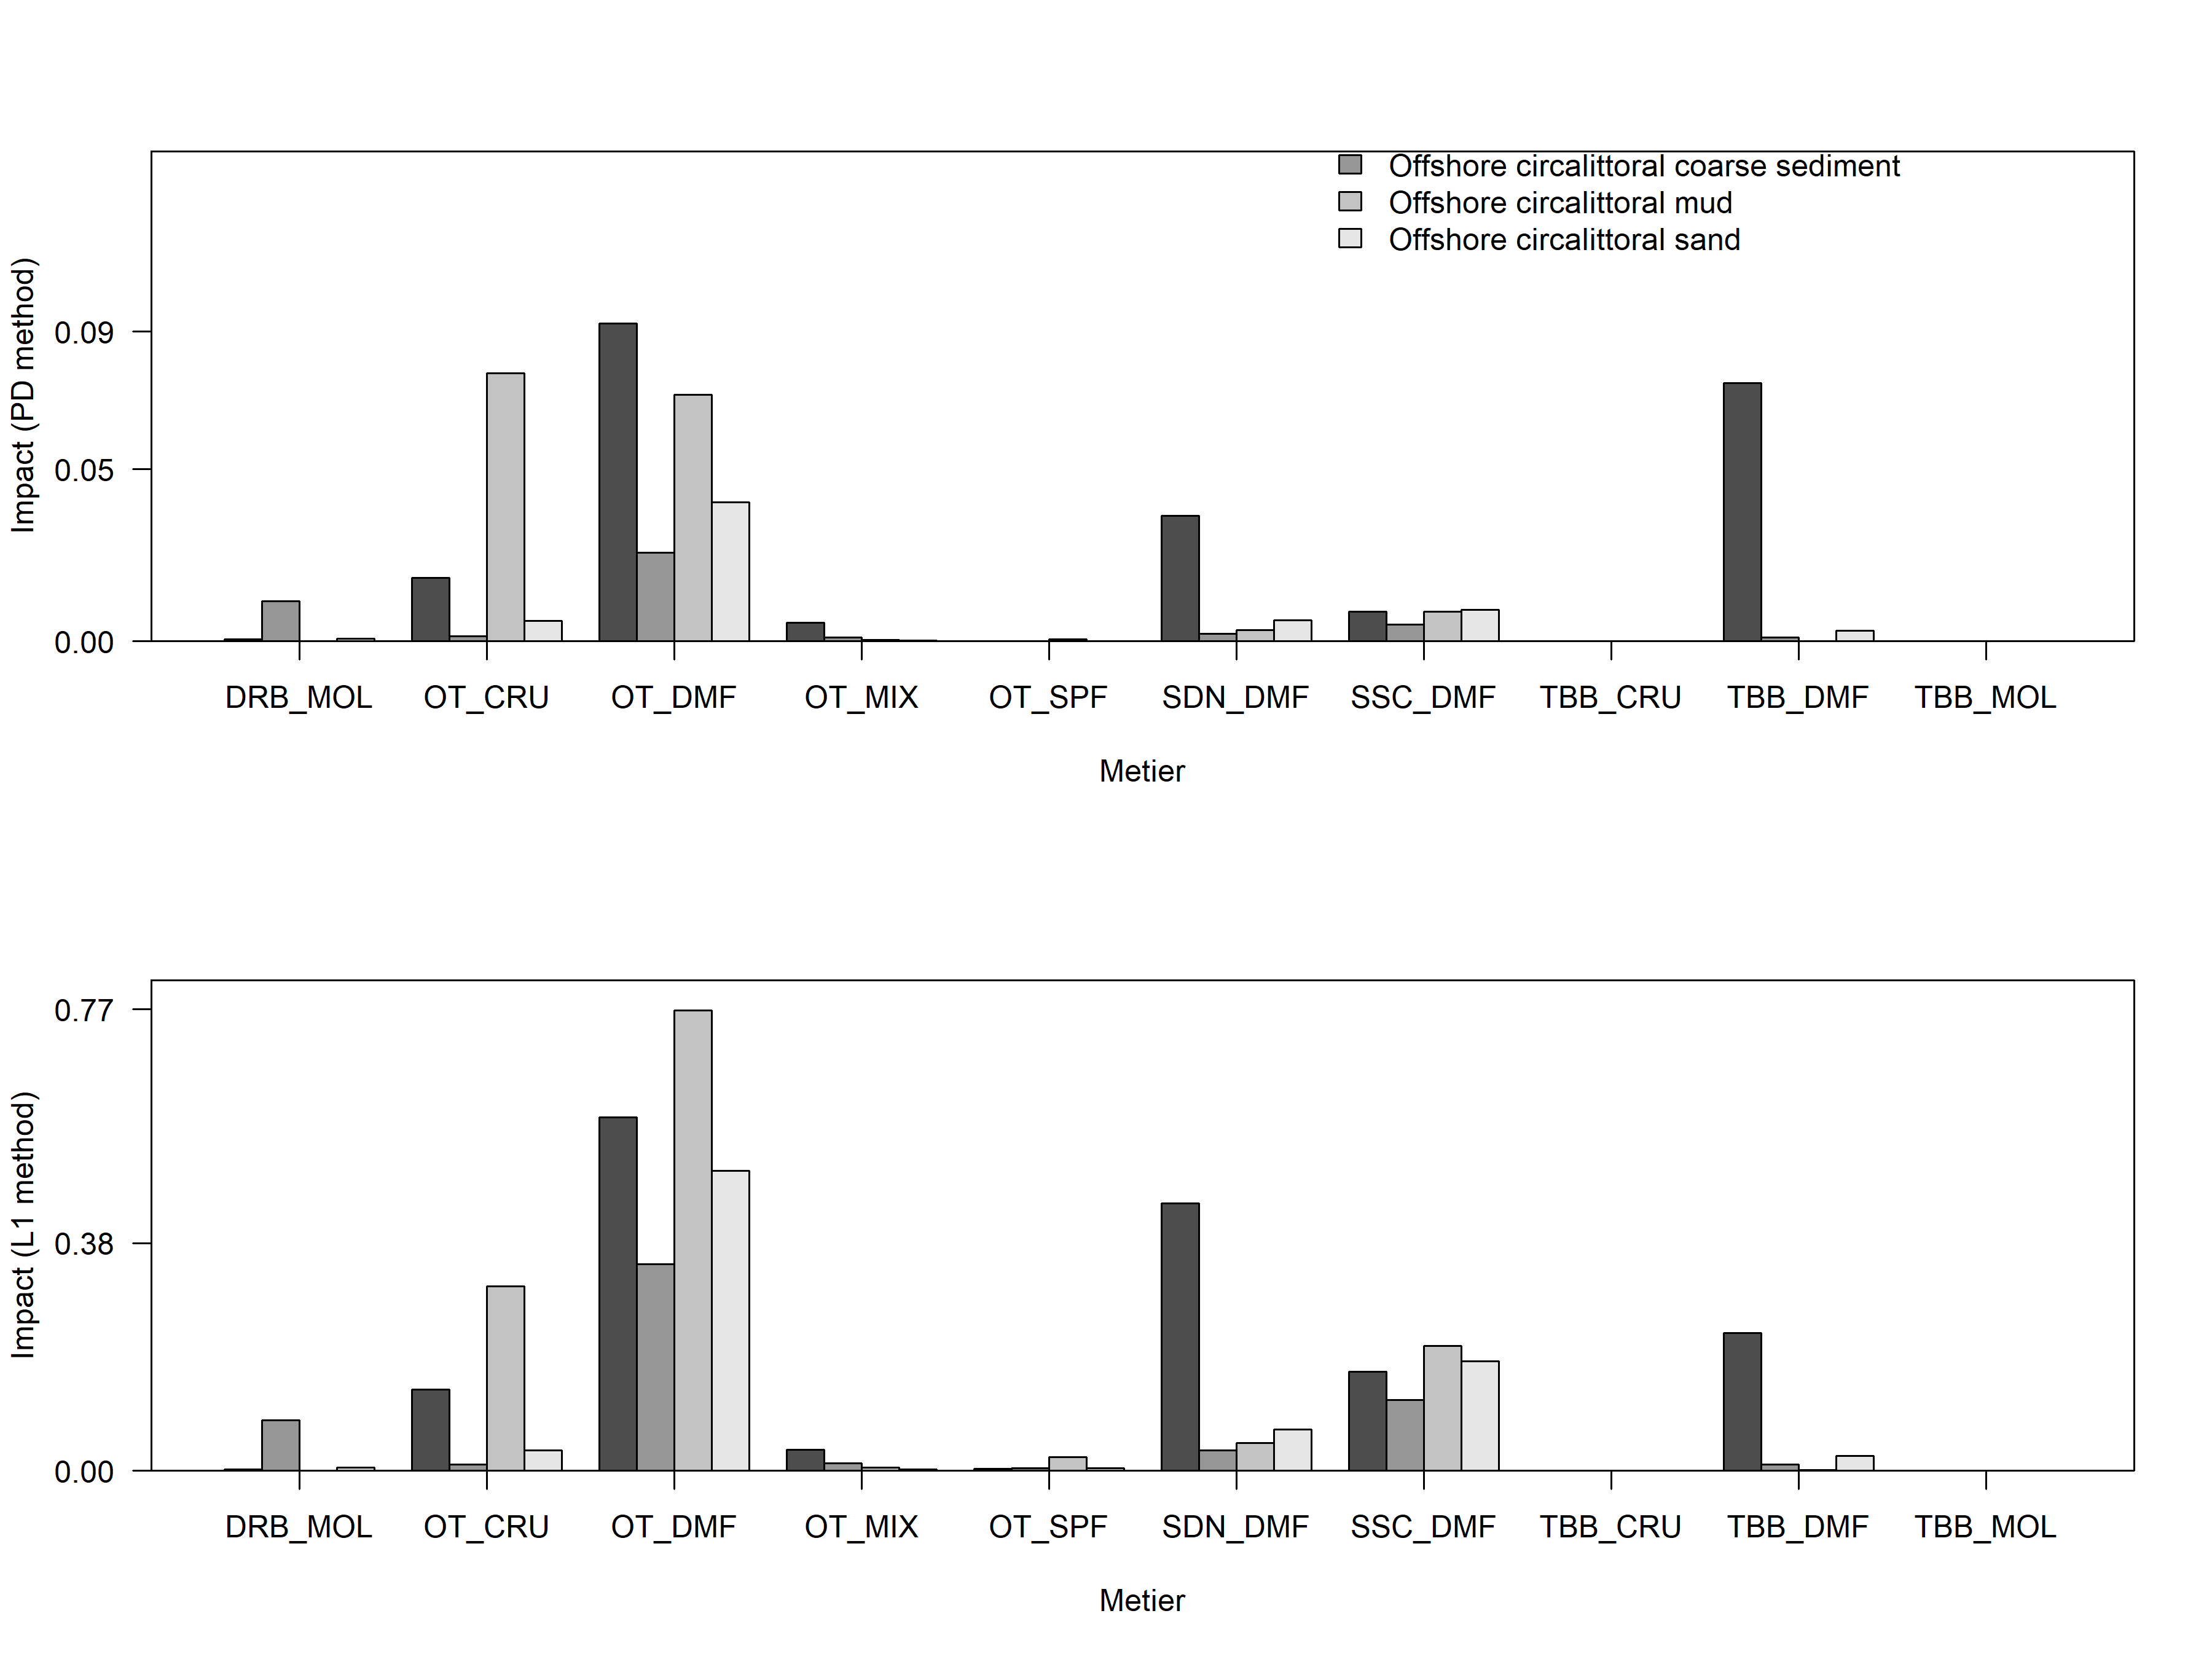 Offshore circalittoral coarse sediment
Offshore circalittoral mud
Offshore circalittoral sand
Impact (PD method)
0.09
0.05
0.00
DRB_MOL OT_CRU OT_DMF OT_MIX OT_SPF SDN_DMF SSC_DMF TBB_CRU TBB_DMF TBB_MOL
Metier
Impact (L1 method)
0.77
0.38
0.00
DRB_MOL OT_CRU OT_DMF OT_MIX OT_SPF SDN_DMF SSC_DMF TBB_CRU TBB_DMF TBB_MOL
Metier